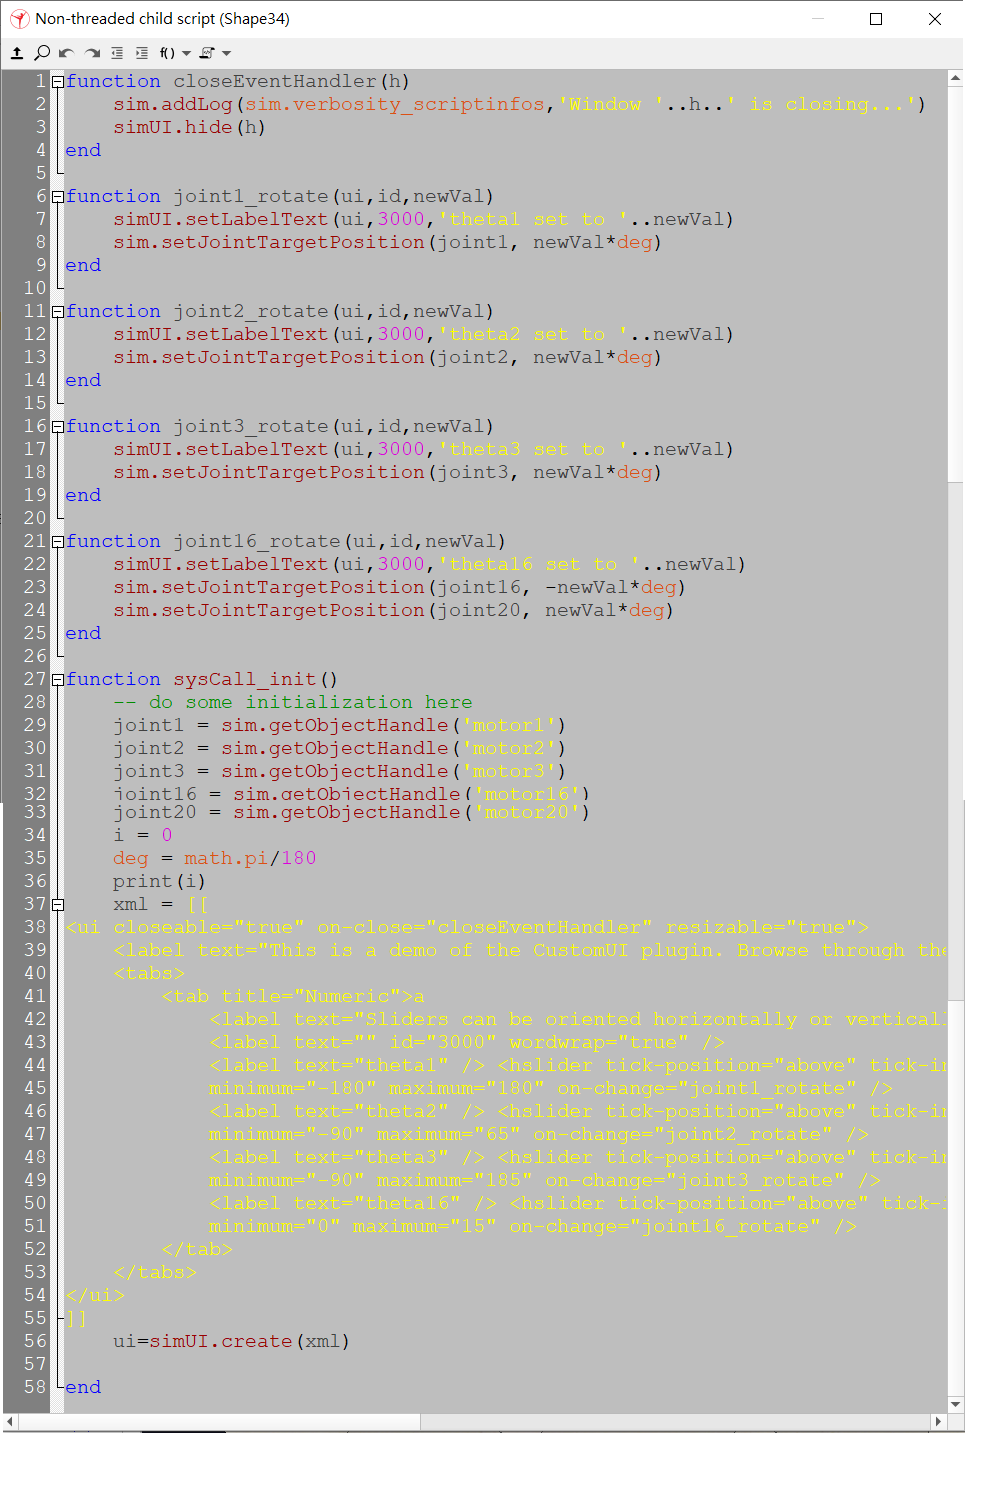 Non-threaded child script (Shape34)
f()
1 function closeEventHandler(h)
2 sim.addLog(sim.verbosity_scriptinfos,'Window '..h..' is closing...')
3 simUI.hide(h)
4 end
5
6 function joint1_rotate(ui,id,newVal)
7 simUI.setLabelText(ui,3000,'theta1 set to '..newVal)
8 sim.setJointTargetPosition(joint1, newVal*deg)
9 end
10
11 function joint2_rotate(ui,id,newVal)
12 simUI.setLabelText(ui,3000,'theta2 set to '..newVal)
13 sim.setJointTargetPosition(joint2, newVal*deg)
14 end
15
16 function joint3_rotate(ui,id,newVal)
17 simUI.setLabelText(ui,3000,'theta3 set to '..newVal)
18 sim.setJointTargetPosition(joint3, newVal*deg)
19 end
20
21 function joint16_rotate(ui,id,newVal)
22 simUI.setLabelText(ui,3000,'theta16 set to '..newVal)
23 sim.setJointTargetPosition(joint16, -newVal*deg)
24 sim.setJointTargetPosition(joint20, newVal*deg)
25 end
26
27 function sysCall_init()
28 -- do some initialization here
29 joint1 = sim.getObjectHandle('motor1')
30 joint2 = sim.getObjectHandle('motor2')
31 joint3 = sim.getObjectHandle('motor3')
32 joint16 = sim.getObjectHandle('motor16')
33 joint20 = sim.getObjectHandle('motor20')
34 i = 0
35 deg = math.pi/180
36 print(i)
37 xml = [[
38 <ui closeable="true" on-close="closeEventHandler" resizable="true">
39 <label text="This is a demo of the CustomUI plugin. Browse through the
40 <tabs>
41 <tab title="Numeric">a
42 <label text="Sliders can be oriented horizontally or vertical
43 <label text="" id="3000" wordwrap="true" />
44 <label text="theta1" /> <hslider tick-position="above" tick-in
45 minimum="-180" maximum="180" on-change="joint1_rotate" />
46 <label text="theta2" /> <hslider tick-position="above" tick-in
47 minimum="-90" maximum="65" on-change="joint2_rotate" />
48 <label text="theta3" /> <hslider tick-position="above" tick-in
49 minimum="-90" maximum="185" on-change="joint3_rotate" />
50 <label text="theta16" /> <hslider tick-position="above" tick-
51 minimum="0" maximum="15" on-change="joint16_rotate" />
52 </tab>
53 </tabs>
54 </ui>
55 ]]
56 ui=simUI.create(xml)
57
58 end